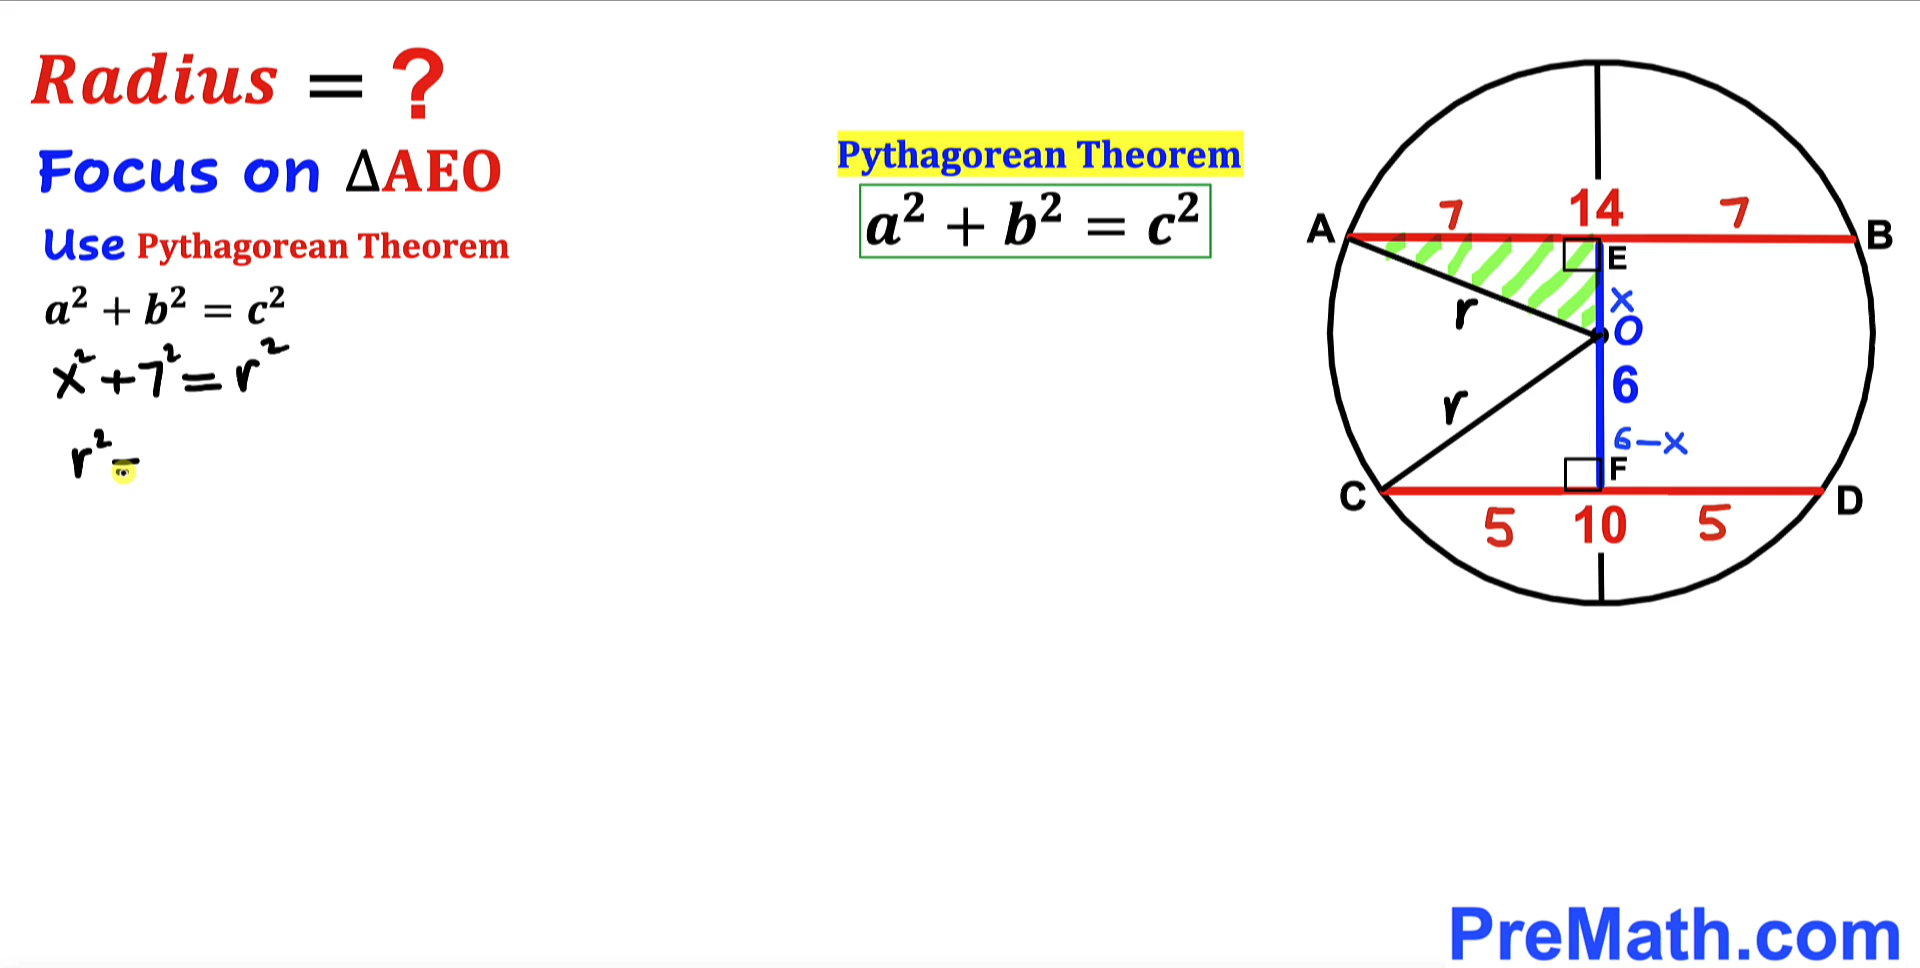 Radius = ?
Focus on ΔAEO
Use Pythagorean Theorem
a² + b² = c²
x² + 7² = r²
r² =
Pythagorean Theorem
a² + b² = c²
7 14 7
A B
E
x
r O
6
r
6-x
F
C D
5 10 5
PreMath.com